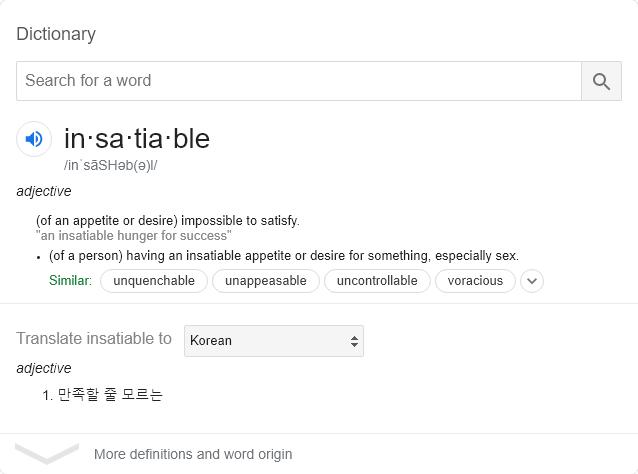 Dictionary
Search for a word
in·sa·tia·ble
/inˈsāSHəb(ə)l/
adjective
(of an appetite or desire) impossible to satisfy.
"an insatiable hunger for success"
• (of a person) having an insatiable appetite or desire for something, especially sex.
Similar: unquenchable unappeasable uncontrollable voracious
Translate insatiable to Korean
adjective
1. 만족할 줄 모르는
More definitions and word origin